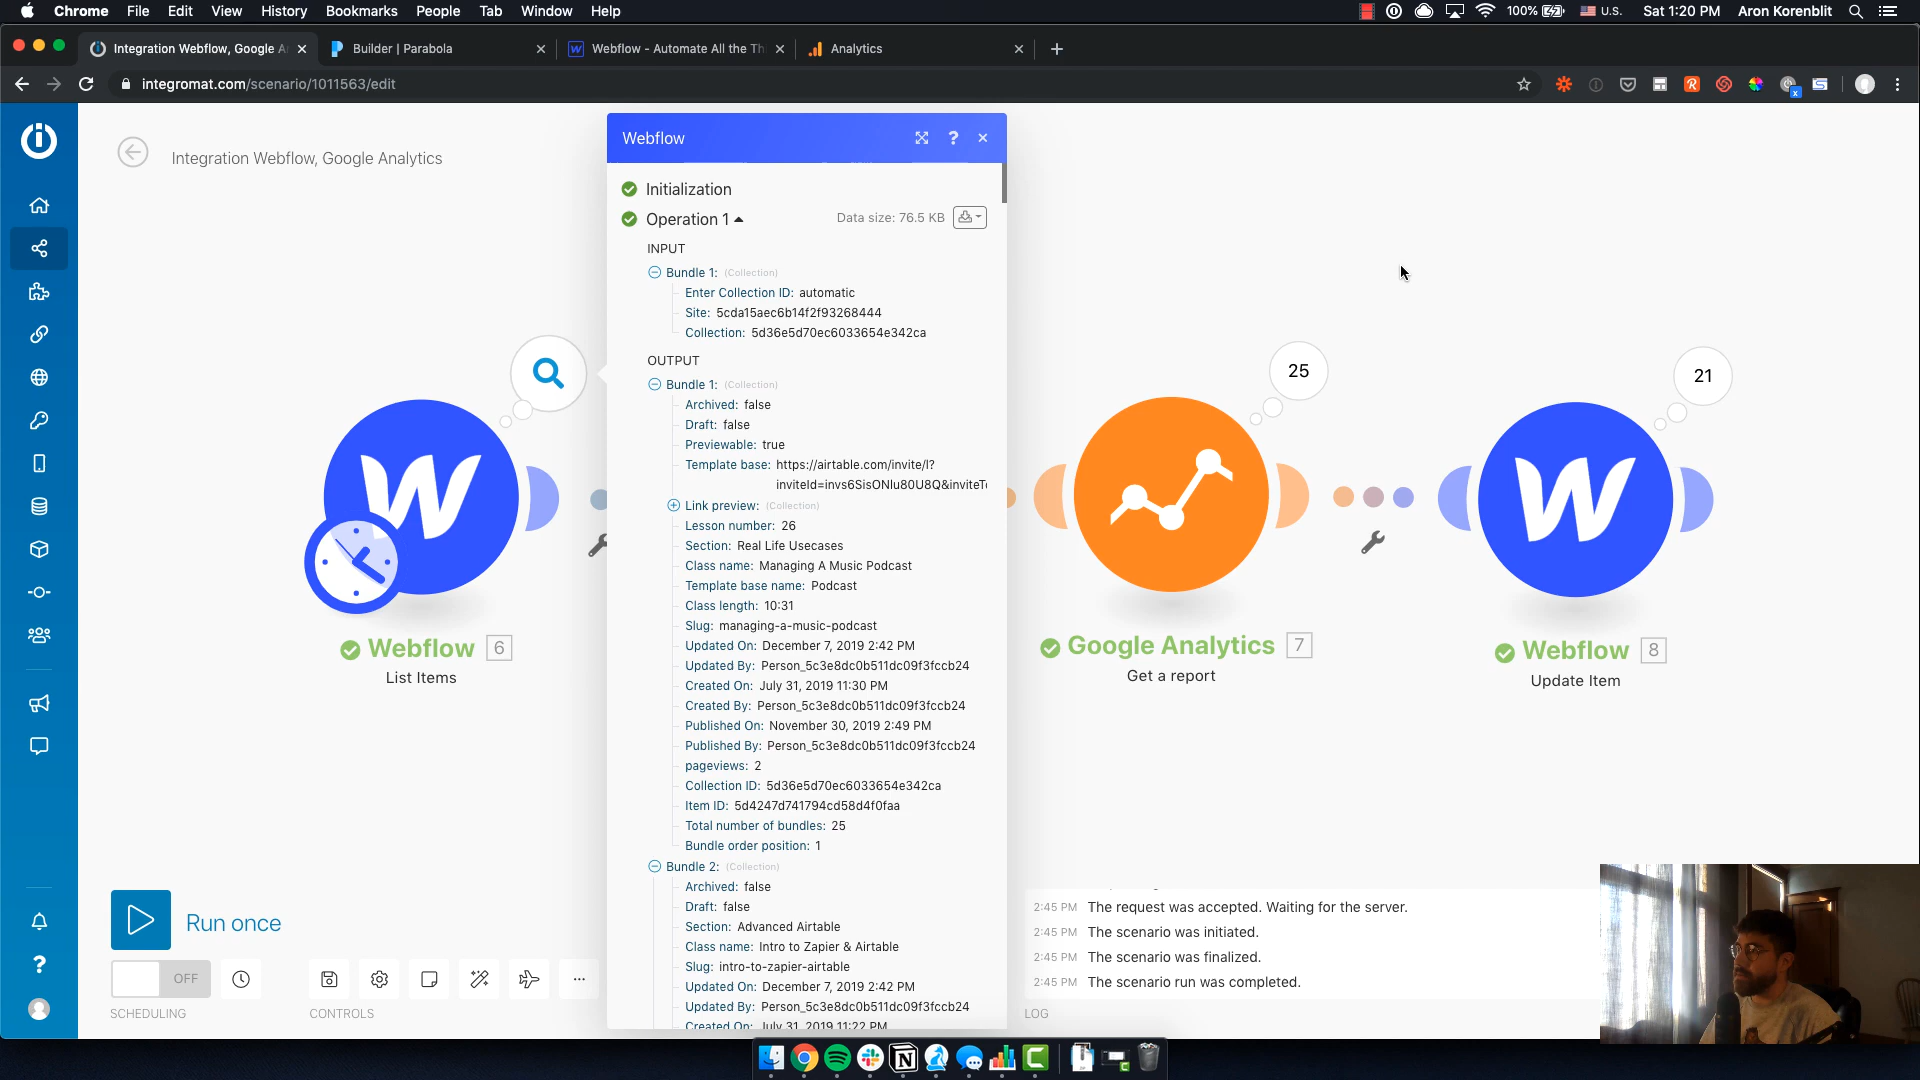 Chrome File Edit View History Bookmarks People Tab Window Help 100% U.S. Sat 1:20 PM Aron Korenblit
Integration Webflow, Google A
Builder | Parabola
Webflow - Automate All the Th
Analytics
integromat.com/scenario/1011563/edit
Integration Webflow, Google Analytics
Webflow
?
Initialization
Operation 1
Data size: 76.5 KB
INPUT
Bundle 1: (Collection)
Enter Collection ID: automatic
Site: 5cda15aec6b14f2f93268444
Collection: 5d36e5d70ec6033654e342ca
OUTPUT
Bundle 1: (Collection)
Archived: false
Draft: false
Previewable: true
Template base: https://airtable.com/invite/l?
inviteId=invs6SisONlu80U8Q&inviteTo
Link preview: (Collection)
Lesson number: 26
Section: Real Life Usecases
Class name: Managing A Music Podcast
Template base name: Podcast
Class length: 10:31
Slug: managing-a-music-podcast
Updated On: December 7, 2019 2:42 PM
Updated By: Person_5c3e8dc0b511dc09f3fccb24
Created On: July 31, 2019 11:30 PM
Created By: Person_5c3e8dc0b511dc09f3fccb24
Published On: November 30, 2019 2:49 PM
Published By: Person_5c3e8dc0b511dc09f3fccb24
pageviews: 2
Collection ID: 5d36e5d70ec6033654e342ca
Item ID: 5d4247d741794cd58d4f0faa
Total number of bundles: 25
Bundle order position: 1
Bundle 2: (Collection)
Archived: false
Draft: false
Section: Advanced Airtable
Class name: Intro to Zapier & Airtable
Slug: intro-to-zapier-airtable
Updated On: December 7, 2019 2:42 PM
Updated By: Person_5c3e8dc0b511dc09f3fccb24
Created On: July 31, 2019 11:22 PM
Webflow 6
List Items
25
Google Analytics 7
Get a report
21
Webflow 8
Update Item
Run once
OFF
SCHEDULING
CONTROLS
2:45 PM The request was accepted. Waiting for the server.
2:45 PM The scenario was initiated.
2:45 PM The scenario was finalized.
2:45 PM The scenario run was completed.
LOG